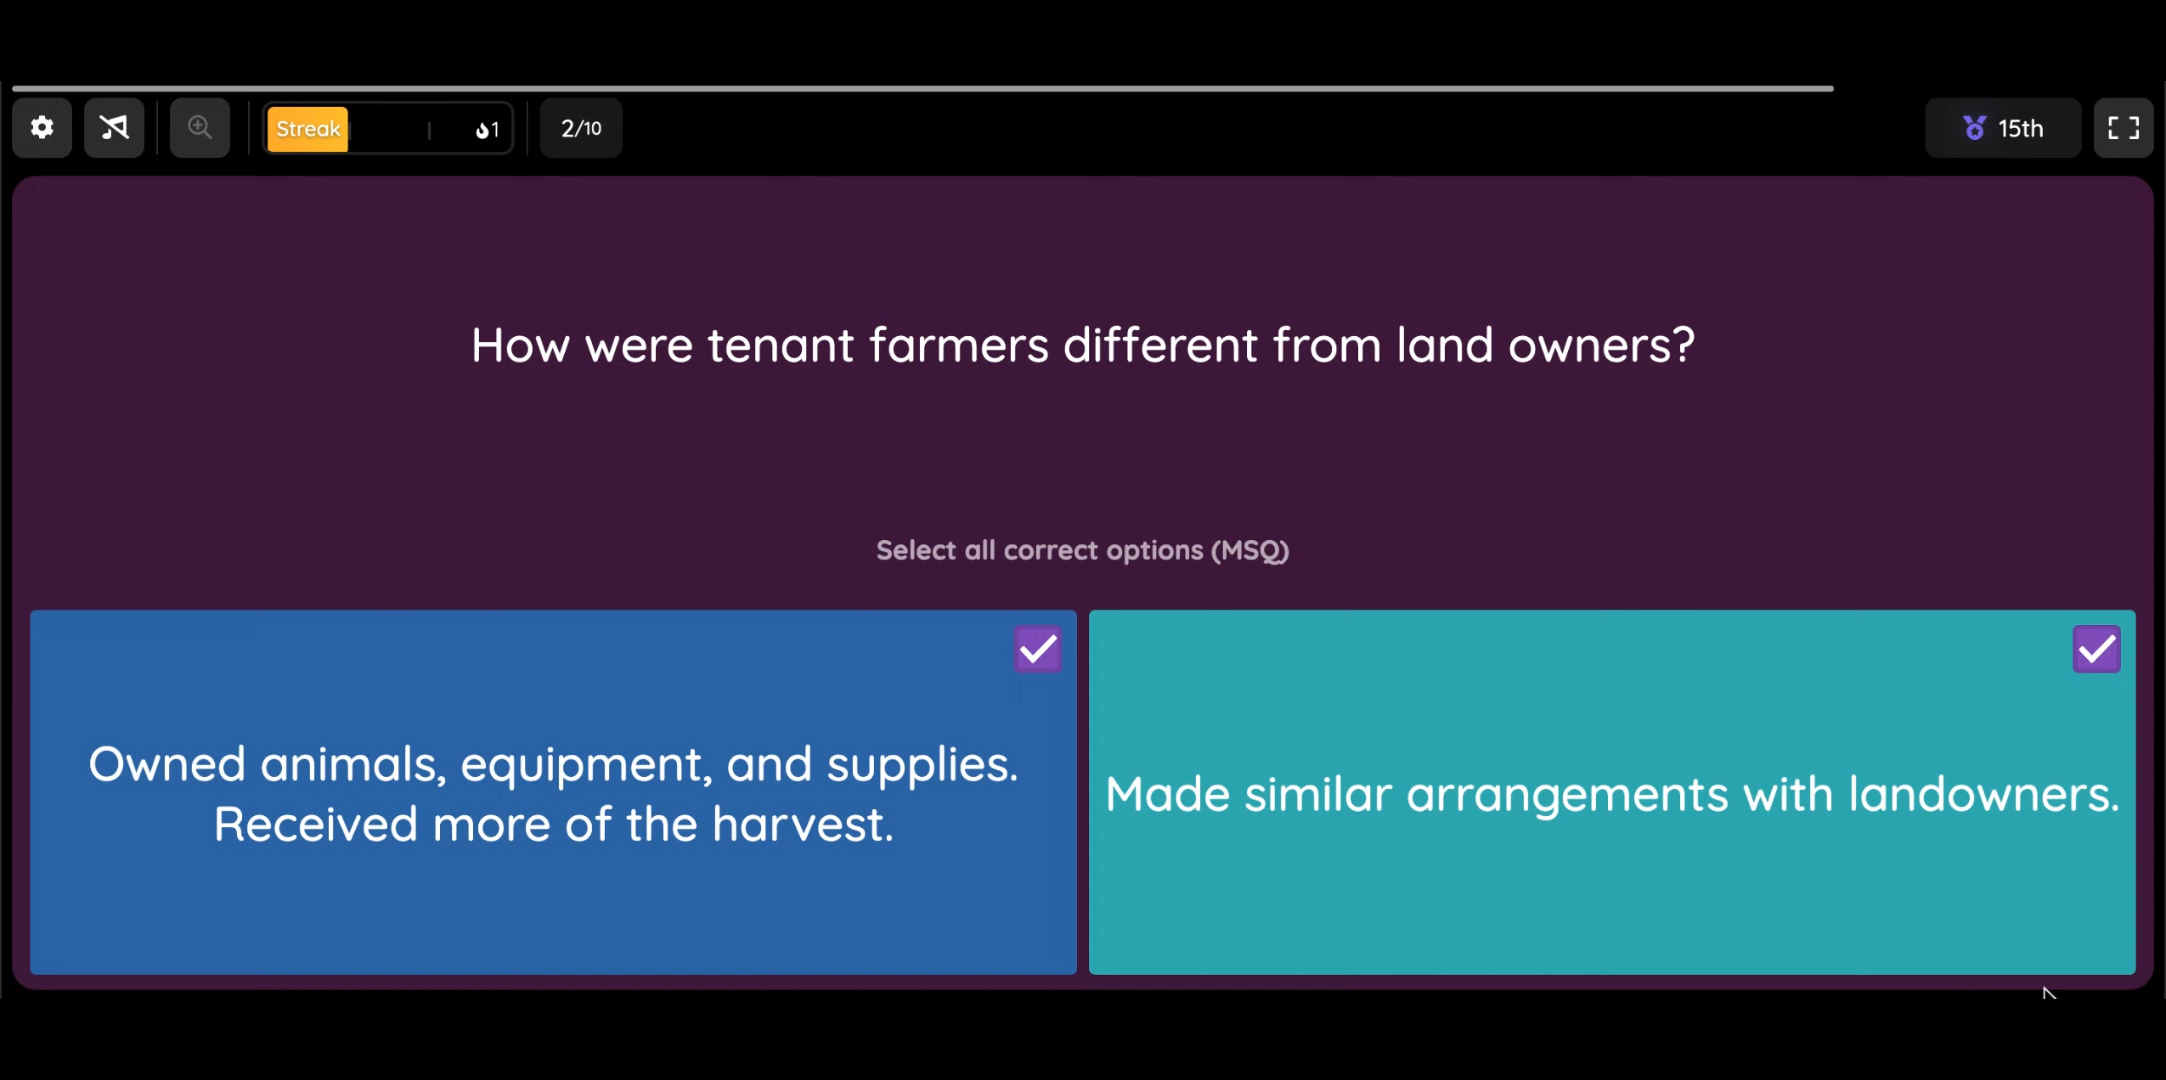 Streak
1
2/10
15th
How were tenant farmers different from land owners?
Select all correct options (MSQ)
Owned animals, equipment, and supplies.
Received more of the harvest.
Made similar arrangements with landowners.